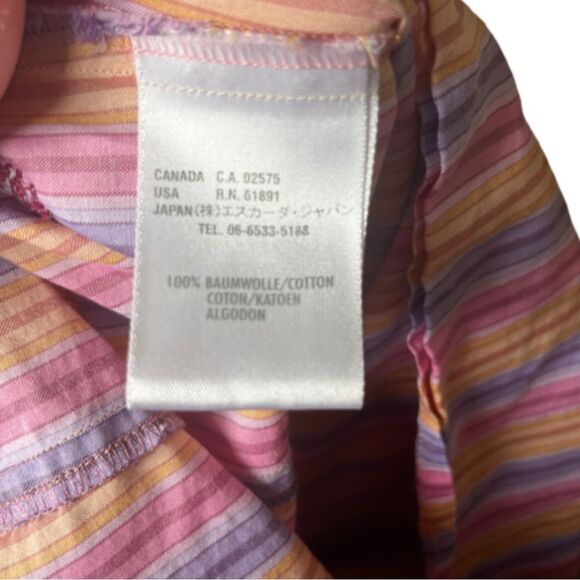 CANADA C.A. 02575
USA R.N. 61891
JAPAN(株)エスカーダ・ジャパン
TEL. 06-6533-5188
100% BAUMWOLLE/COTTON
COTON/KATOEN
ALGODON